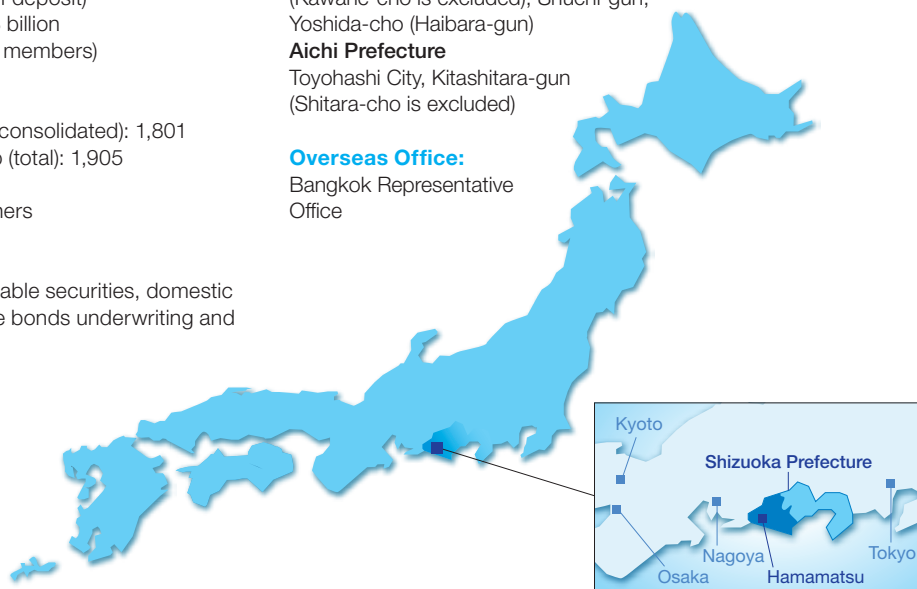 deposit)
billion
members)
consolidated): 1,801
(total): 1,905
able securities, domestic
bonds underwriting and
(Kawane-cho is excluded), Shuchi-gun,
Yoshida-cho (Haibara-gun)
Aichi Prefecture
Toyohashi City, Kitashitara-gun
(Shitara-cho is excluded)
Overseas Office:
Bangkok Representative
Office
Kyoto
Shizuoka Prefecture
Nagoya
Tokyo
Osaka
Hamamatsu